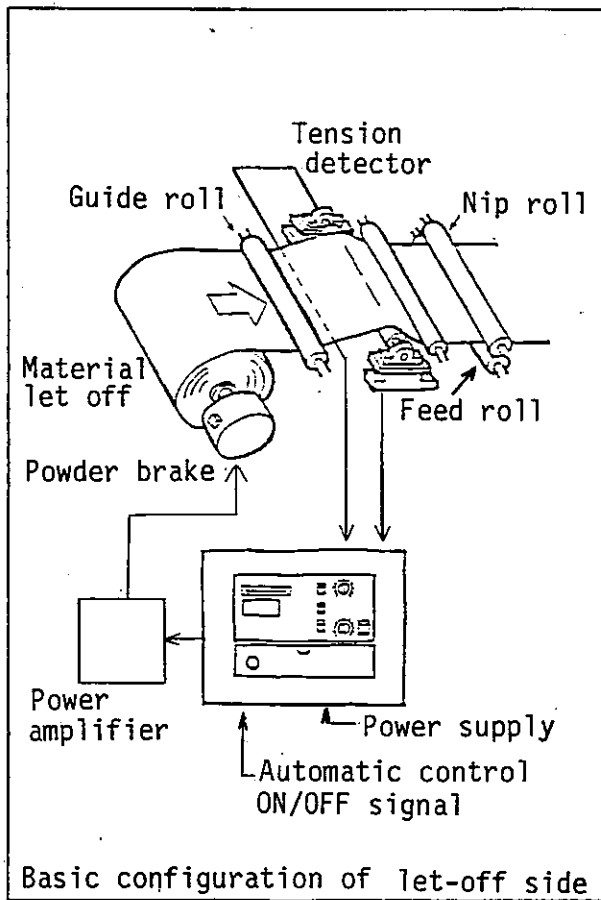 Tension
detector
Guide roll
Nip roll
Material
let off
Feed roll
Powder brake
Power
amplifier
Power supply
Automatic control
ON/OFF signal
Basic configuration of let-off side